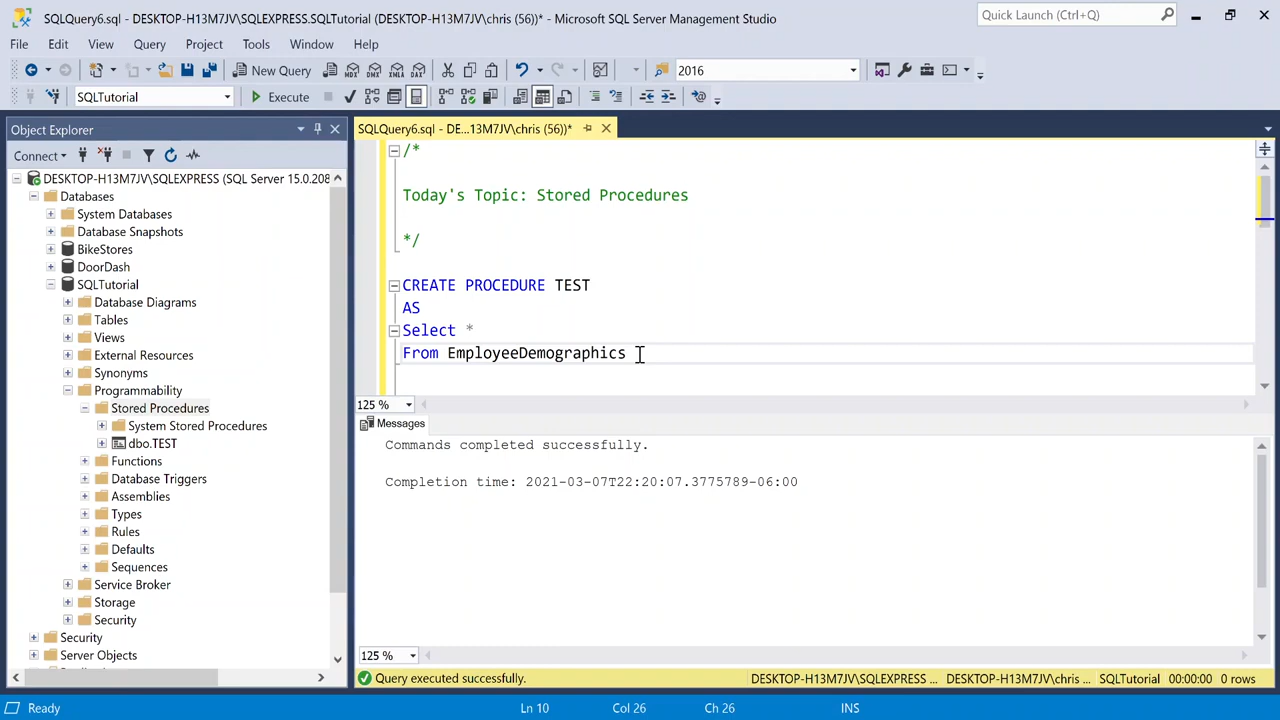 SQLQuery6.sql - DESKTOP-H13M7JV\SQLEXPRESS.SQLTutorial (DESKTOP-H13M7JV\chris (56))* - Microsoft SQL Server Management Studio
Quick Launch (Ctrl+Q)
File Edit View Query Project Tools Window Help
New Query MDX DMX XMLA DAX 2016
SQLTutorial Execute
Object Explorer
SQLQuery6.sql - DE...13M7JV\chris (56))*
Connect
DESKTOP-H13M7JV\SQLEXPRESS (SQL Server 15.0.208
Databases
System Databases
Database Snapshots
BikeStores
DoorDash
SQLTutorial
Database Diagrams
Tables
Views
External Resources
Synonyms
Programmability
Stored Procedures
System Stored Procedures
dbo.TEST
Functions
Database Triggers
Assemblies
Types
Rules
Defaults
Sequences
Service Broker
Storage
Security
Security
Server Objects
/*
Today's Topic: Stored Procedures
*/
CREATE PROCEDURE TEST
AS
Select *
From EmployeeDemographics
125 %
Messages
Commands completed successfully.
Completion time: 2021-03-07T22:20:07.3775789-06:00
125 %
Query executed successfully. DESKTOP-H13M7JV\SQLEXPRESS ... DESKTOP-H13M7JV\chris ... SQLTutorial 00:00:00 0 rows
Ready Ln 10 Col 26 Ch 26 INS